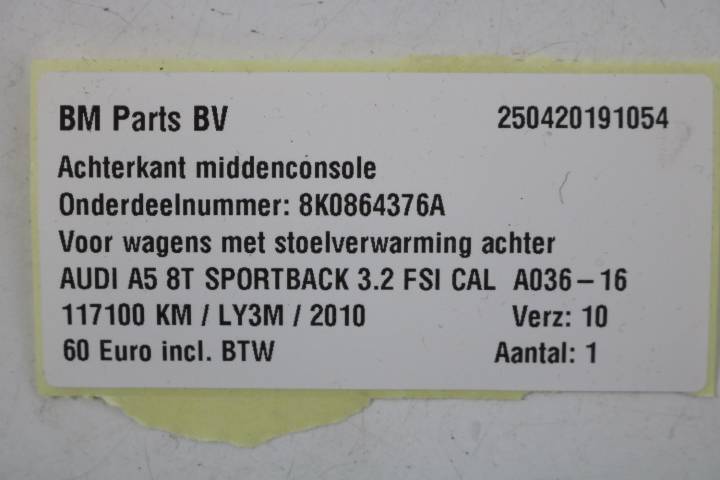 BM Parts BV 250420191054
Achterkant middenconsole
Onderdeelnummer: 8K0864376A
Voor wagens met stoelverwarming achter
AUDI A5 8T SPORTBACK 3.2 FSI CAL A036-16
117100 KM / LY3M / 2010 Verz: 10
60 Euro incl. BTW Aantal: 1